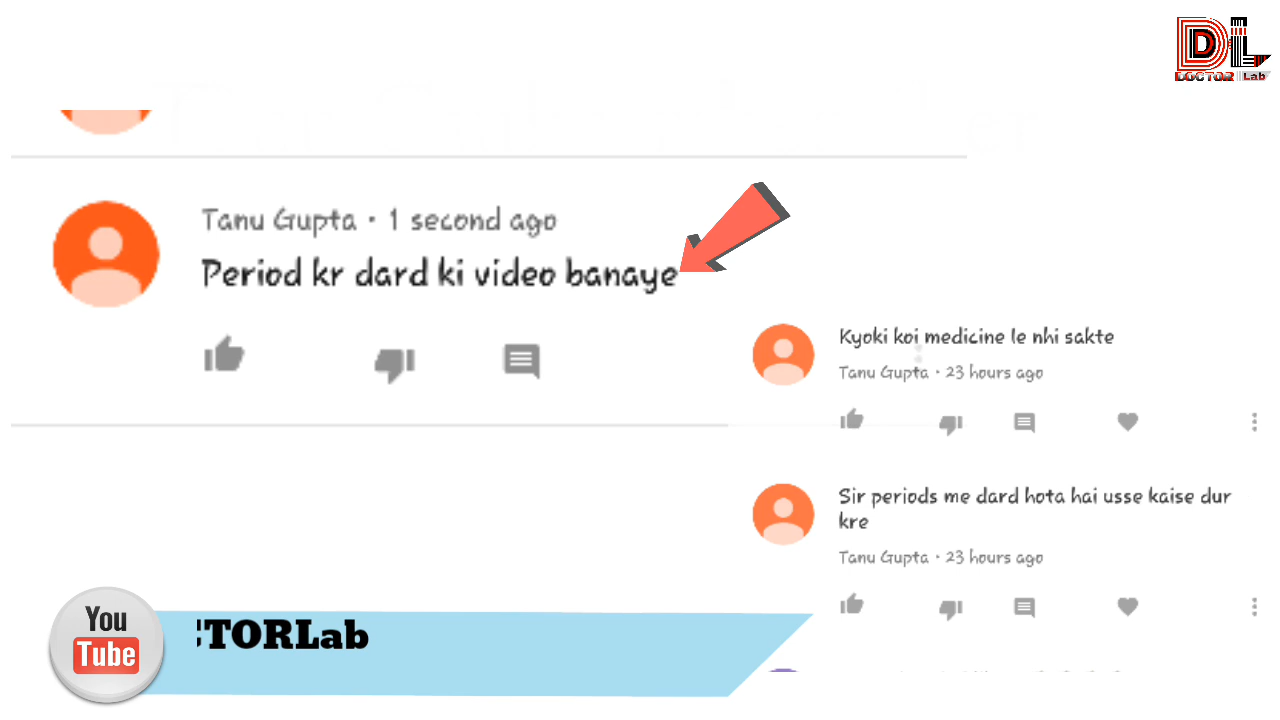 DL
DOCTOR Lab
Tanu Gupta · 1 second ago
Period kr dard ki video banaye
Kyoki koi medicine le nhi sakte
Tanu Gupta · 23 hours ago
Sir periods me dard hota hai usse kaise dur
kre
Tanu Gupta · 23 hours ago
You
Tube
CTORLab